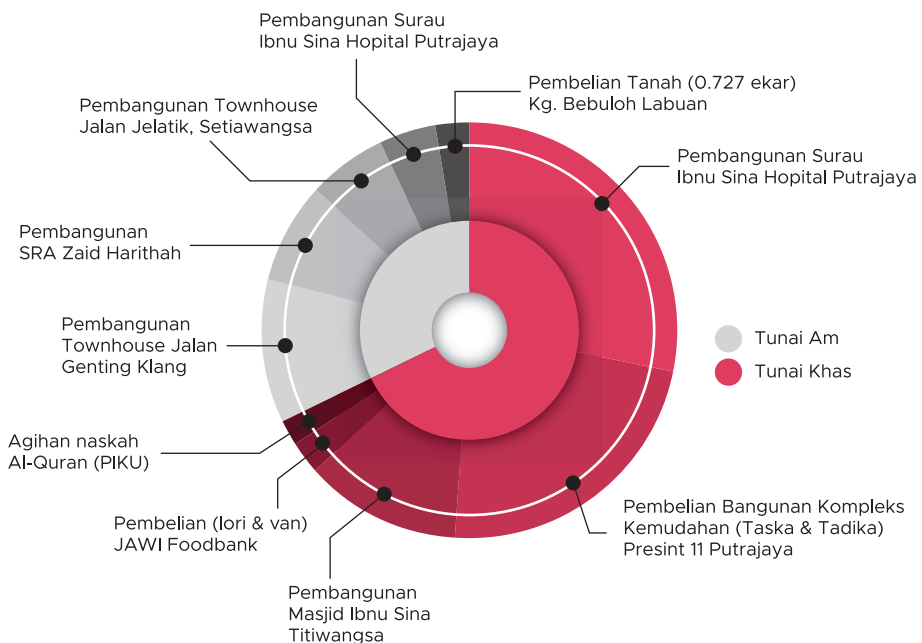 Pembangunan Surau
Ibnu Sina Hopital Putrajaya
Pembelian Tanah (0.727 ekar)
Kg. Bebuloh Labuan
Pembangunan Townhouse
Jalan Jelatik, Setiawangsa
Pembangunan Surau
Ibnu Sina Hopital Putrajaya
Pembangunan
SRA Zaid Harithah
Pembangunan
Townhouse Jalan
Genting Klang
Tunai Am
Tunai Khas
Agihan naskah
Al-Quran (PIKU)
Pembelian (lori & van)
JAWI Foodbank
Pembelian Bangunan Kompleks
Kemudahan (Taska & Tadika)
Presint 11 Putrajaya
Pembangunan
Masjid Ibnu Sina
Titiwangsa